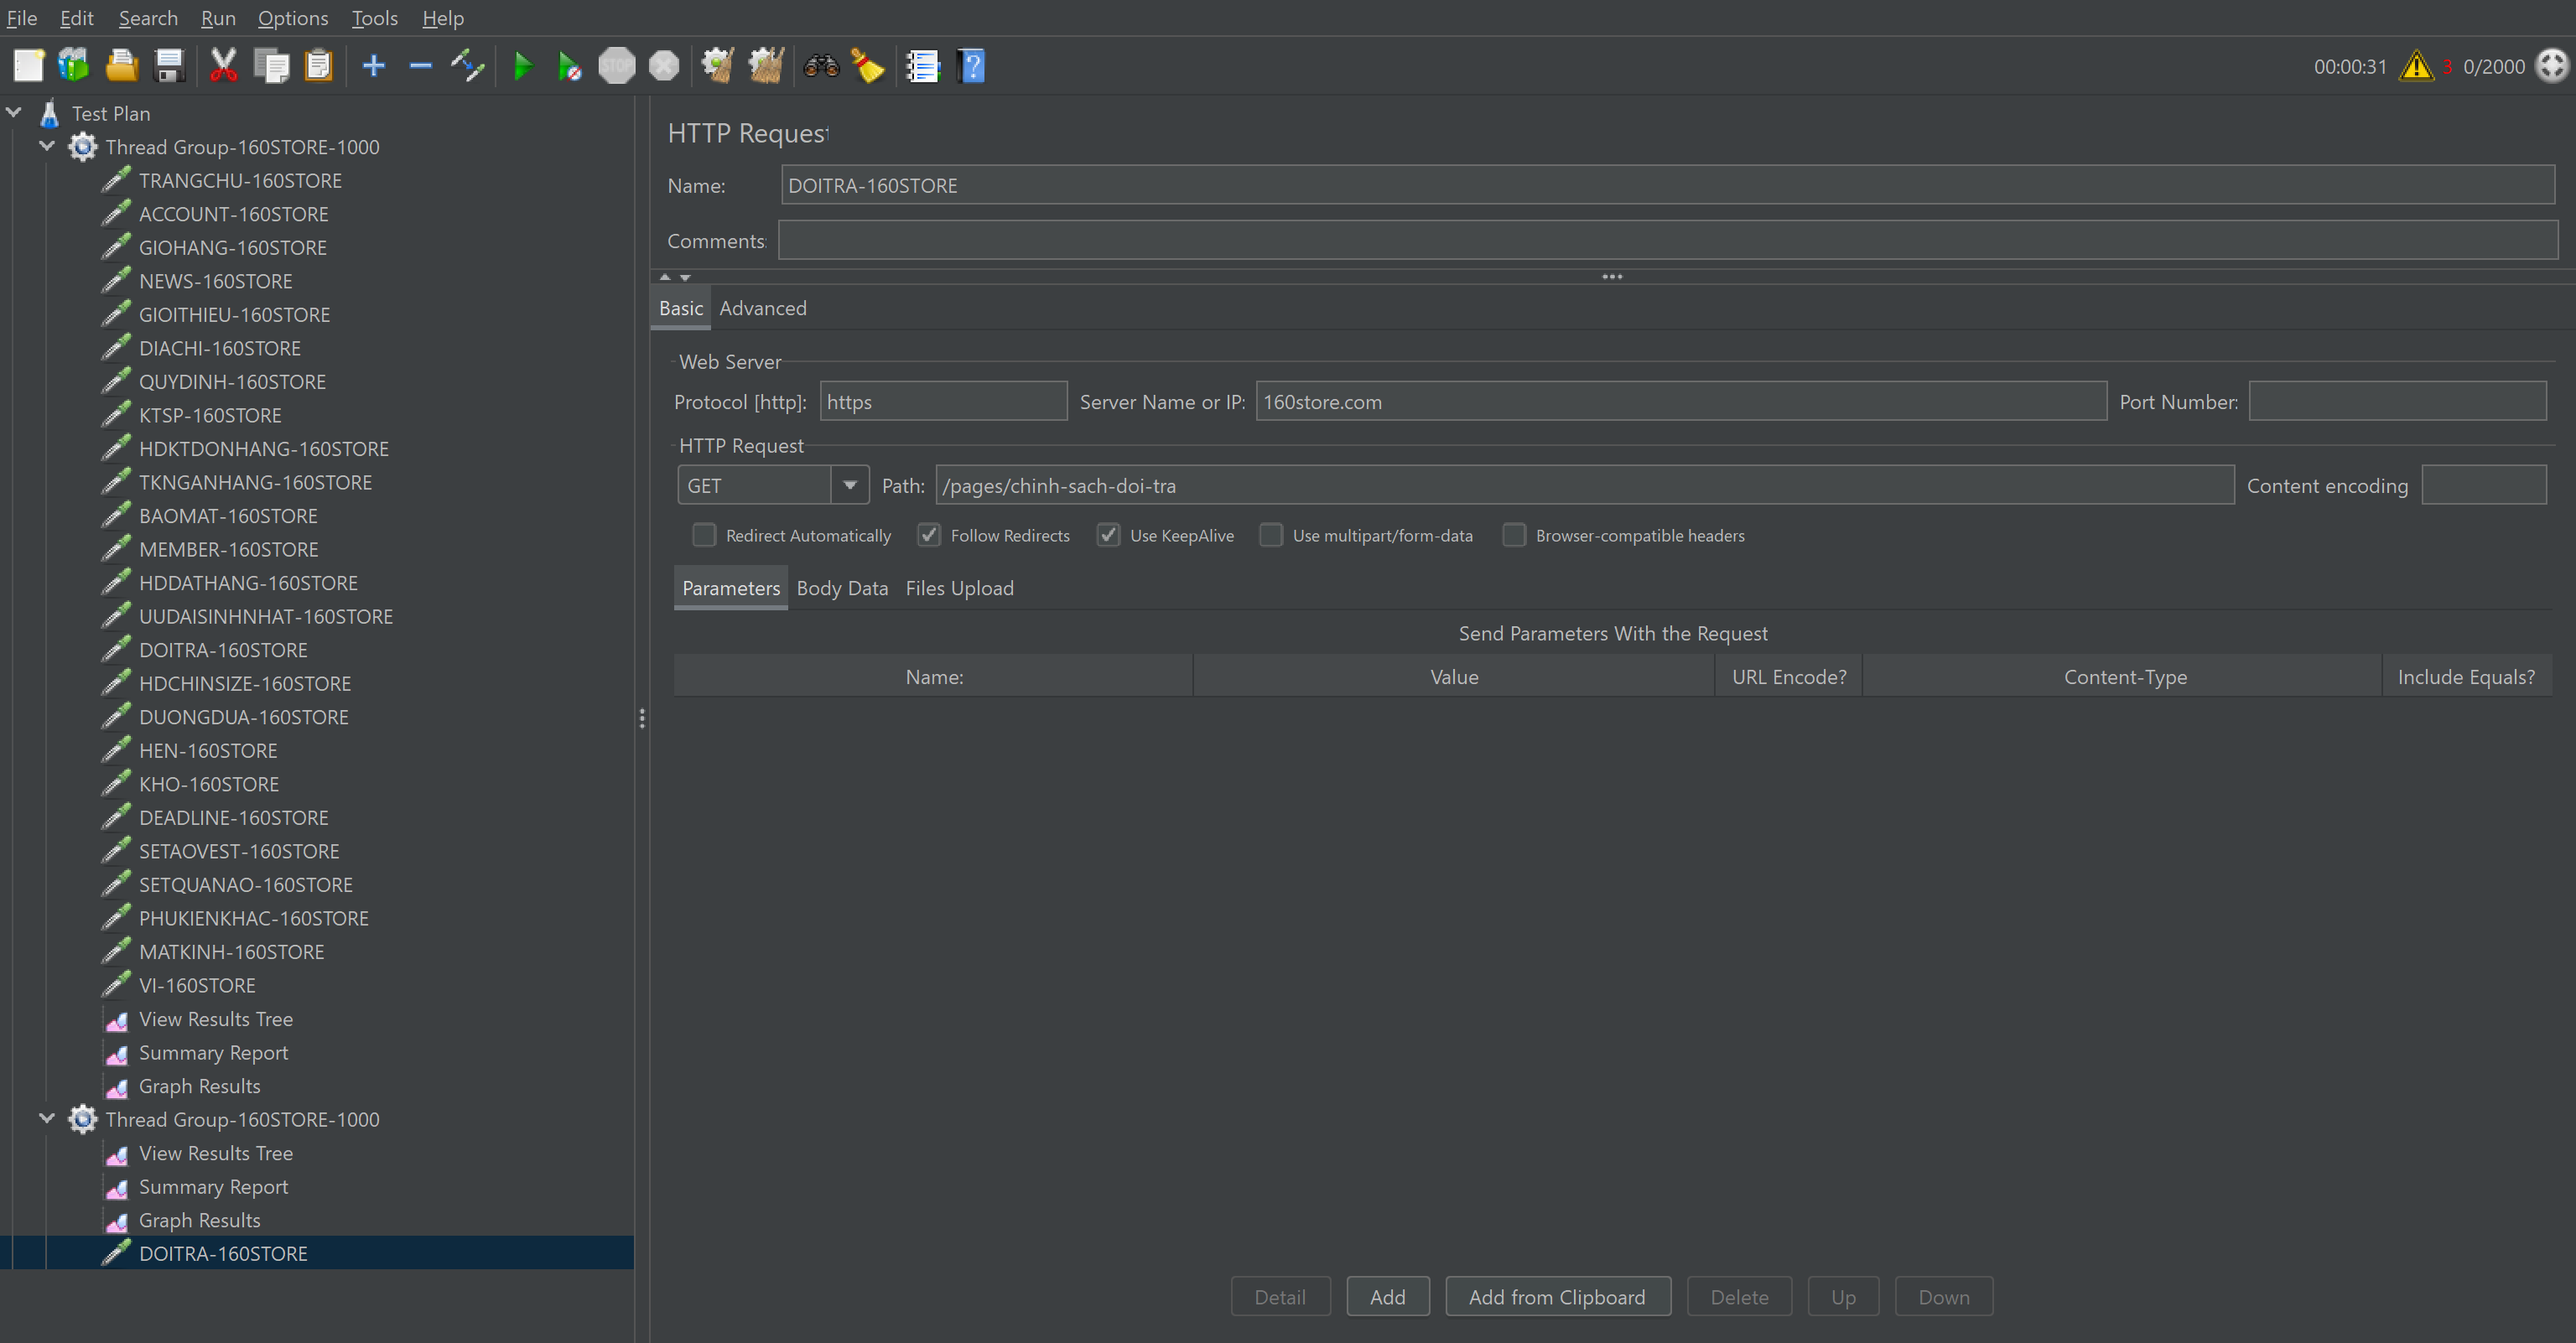 File Edit Search Run Options Tools Help
STOP
00:00:31 3 0/2000
Test Plan
Thread Group-160STORE-1000
TRANGCHU-160STORE
ACCOUNT-160STORE
GIOHANG-160STORE
NEWS-160STORE
GIOITHIEU-160STORE
DIACHI-160STORE
QUYDINH-160STORE
KTSP-160STORE
HDKTDONHANG-160STORE
TKNGANHANG-160STORE
BAOMAT-160STORE
MEMBER-160STORE
HDDATHANG-160STORE
UUDAISINHNHAT-160STORE
DOITRA-160STORE
HDCHINSIZE-160STORE
DUONGDUA-160STORE
HEN-160STORE
KHO-160STORE
DEADLINE-160STORE
SETAOVEST-160STORE
SETQUANAO-160STORE
PHUKIENKHAC-160STORE
MATKINH-160STORE
VI-160STORE
View Results Tree
Summary Report
Graph Results
Thread Group-160STORE-1000
View Results Tree
Summary Report
Graph Results
DOITRA-160STORE
HTTP Request
Name: DOITRA-160STORE
Comments:
Basic Advanced
Web Server
Protocol [http]: https Server Name or IP: 160store.com Port Number:
HTTP Request
GET Path: /pages/chinh-sach-doi-tra Content encoding
Redirect Automatically Follow Redirects Use KeepAlive Use multipart/form-data Browser-compatible headers
Parameters Body Data Files Upload
Send Parameters With the Request
Name: Value URL Encode? Content-Type Include Equals?
Detail Add Add from Clipboard Delete Up Down